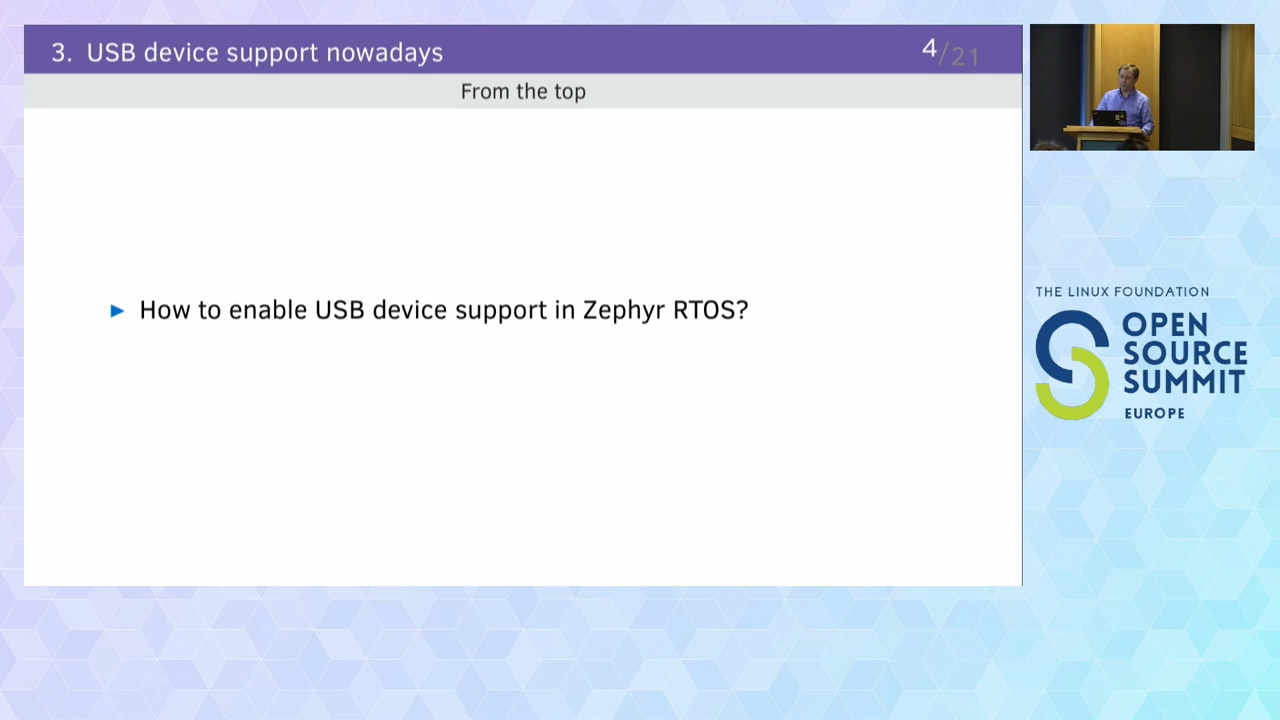 3. USB device support nowadays
4/21
From the top
► How to enable USB device support in Zephyr RTOS?
THE LINUX FOUNDATION
OPEN
SOURCE
SUMMIT
EUROPE